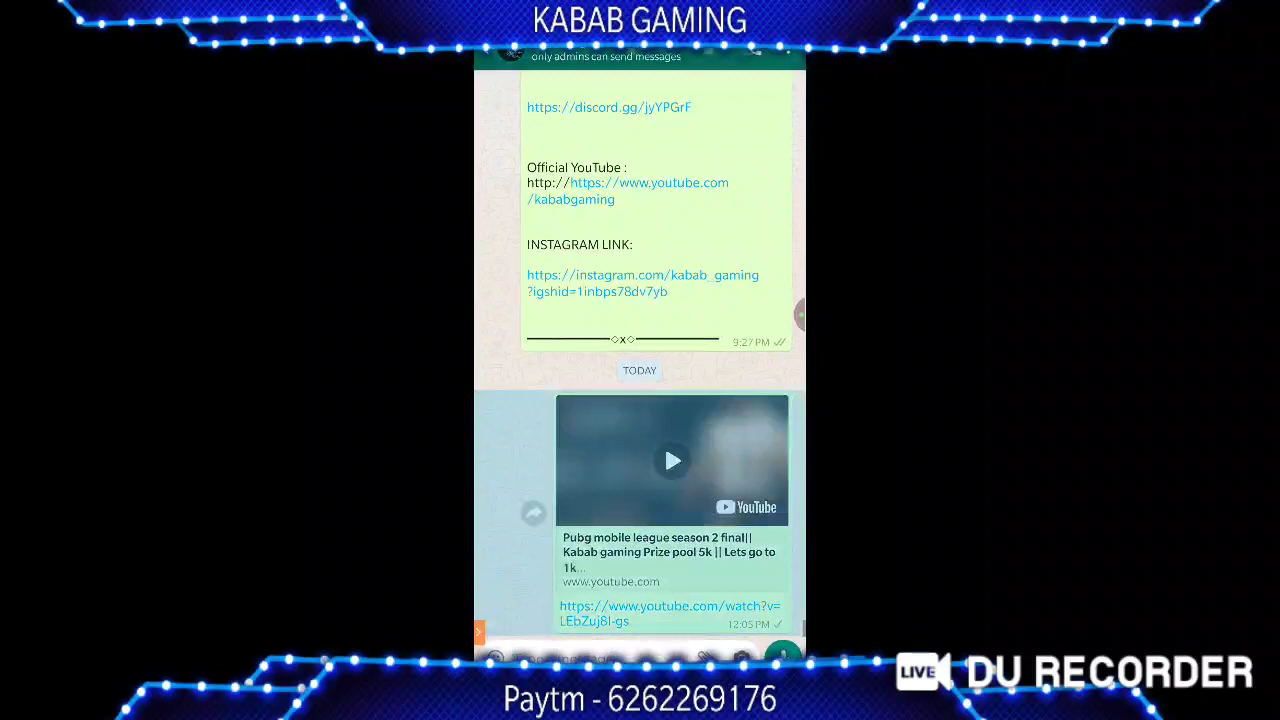 KABAB GAMING
only admins can send messages
https://discord.gg/jyYPGrF
Official YouTube :
http://https://www.youtube.com
/kababgaming
INSTAGRAM LINK:
https://instagram.com/kabab_gaming
?igshid=1inbps78dv7yb
◇x◇
9:27 PM
TODAY
YouTube
Pubg mobile league season 2 final||
Kabab gaming Prize pool 5k || Lets go to
1k...
www.youtube.com
https://www.youtube.com/watch?v=
LEbZuj8I-gs
12:05 PM
LIVE DU RECORDER
Paytm - 6262269176